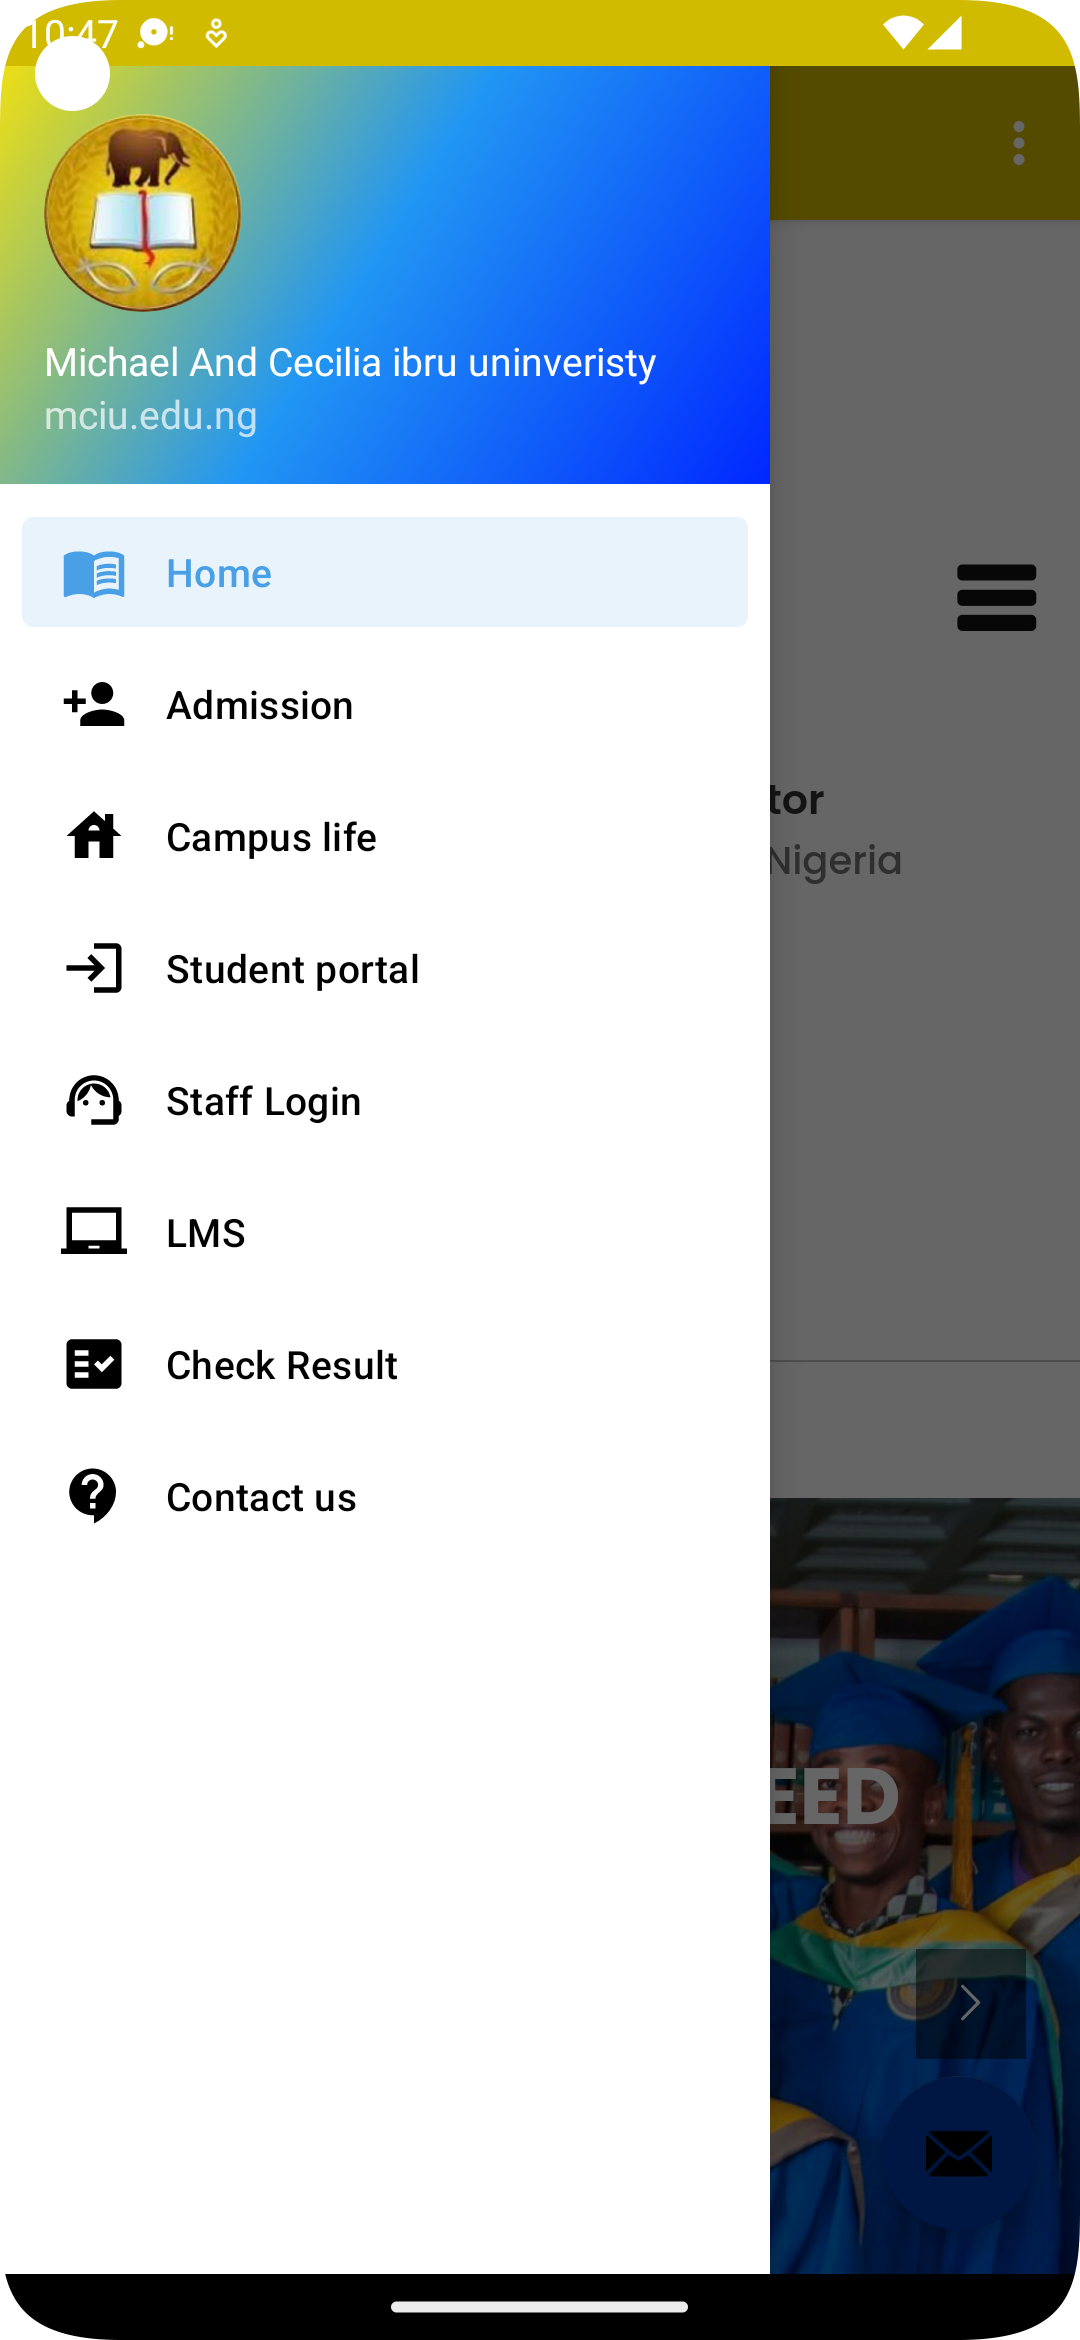 10:47
Michael And Cecilia ibru uninveristy
mciu.edu.ng
Home
Admission
Campus life
Student portal
Staff Login
LMS
Check Result
Contact us
tor
Nigeria
EED